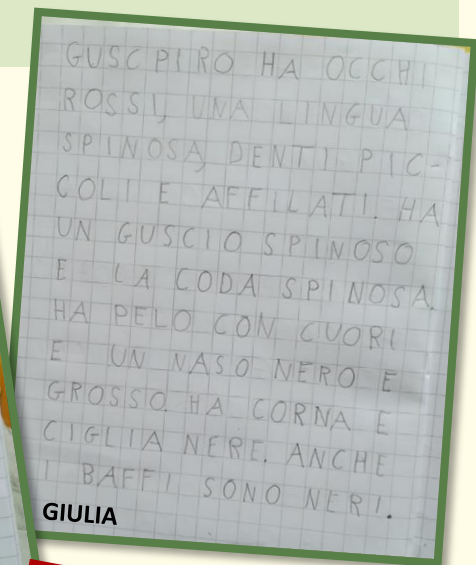 GUSCPIRO HA OCCHI
ROSSI, UNA LINGUA
SPINOSA, DENTI PIC-
COLI E AFFILATI. HA
UN GUSCIO SPINOSO
E LA CODA SPINOSA.
HA PELO CON CUORI
E UN NASO NERO E
GROSSO. HA CORNA E
CIGLIA NERE. ANCHE
I BAFFI SONO NERI.
GIULIA